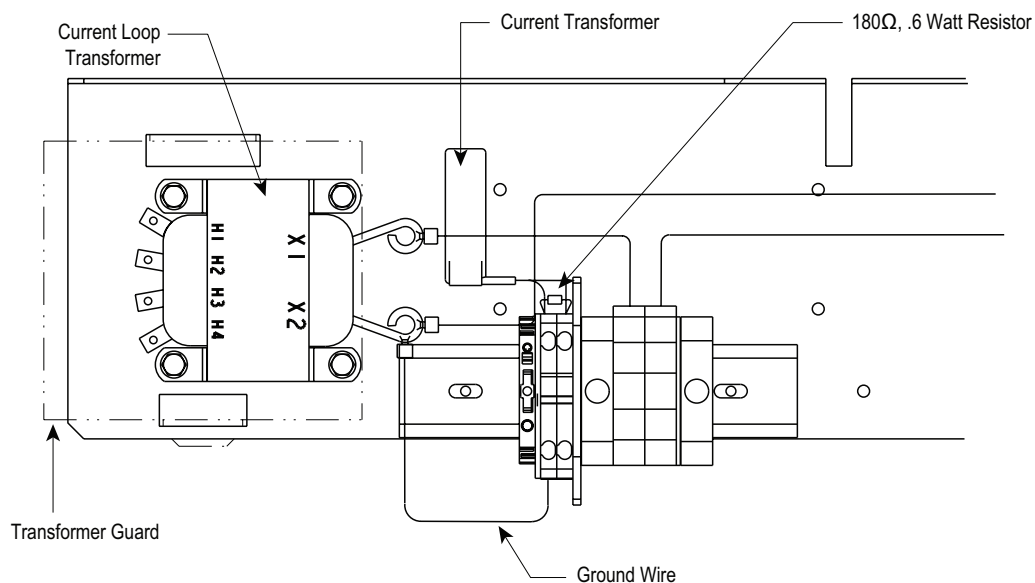 Current Loop
Transformer
Current Transformer
180Ω, .6 Watt Resistor
H1
H2
H3
H4
X1
X2
Transformer Guard
Ground Wire